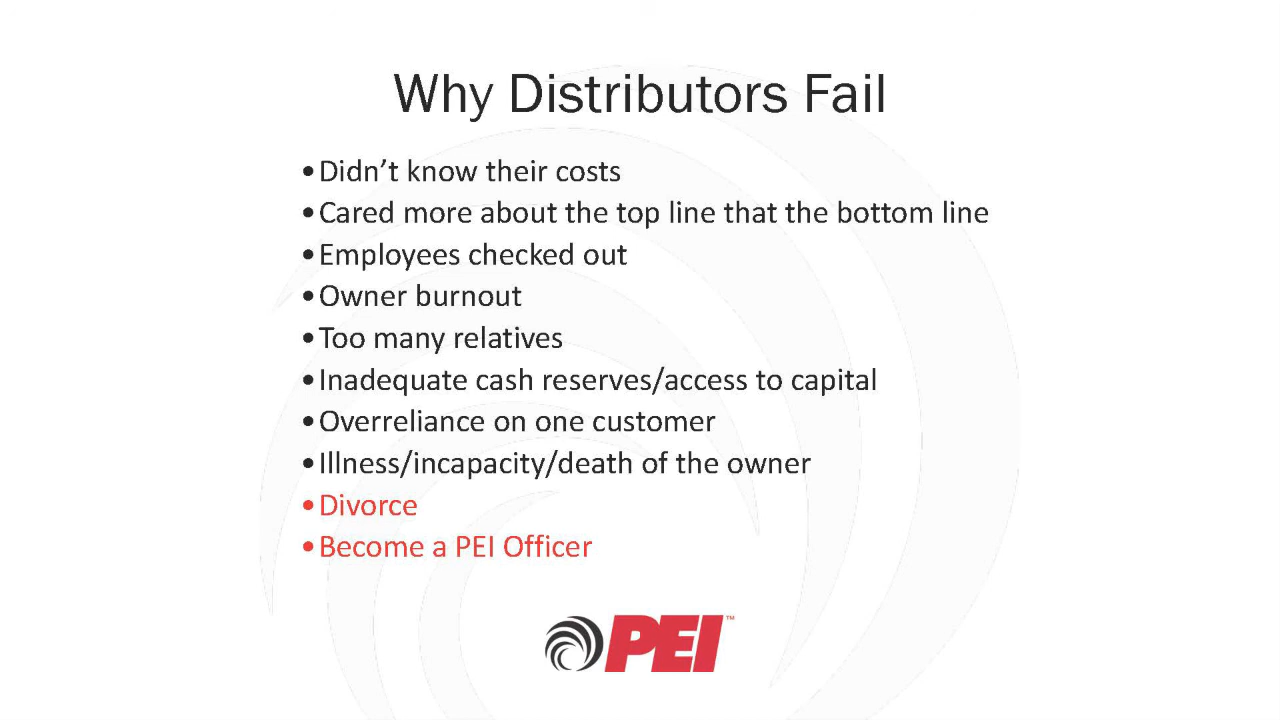 Why Distributors Fail
•Didn’t know their costs
•Cared more about the top line that the bottom line
•Employees checked out
•Owner burnout
•Too many relatives
•Inadequate cash reserves/access to capital
•Overreliance on one customer
•Illness/incapacity/death of the owner
•Divorce
•Become a PEI Officer
PEI™